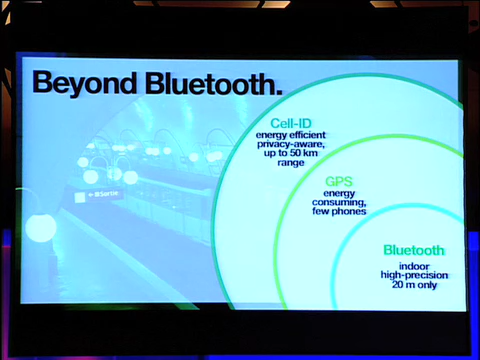 Beyond Bluetooth.
Cell-ID
energy efficient
privacy-aware,
up to 50 km
range
GPS
energy
consuming,
few phones
Bluetooth
indoor
high-precision
20 m only
← Sortie